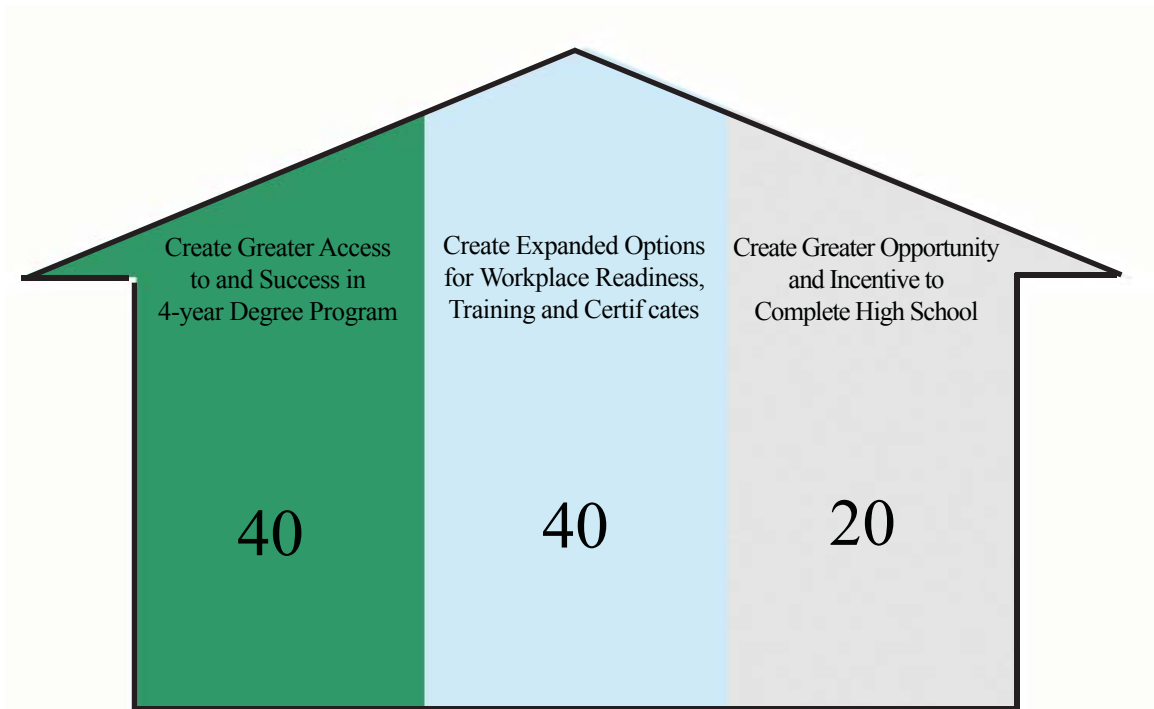 Create Greater Access
to and Success in
4-year Degree Program
Create Expanded Options
for Workplace Readiness,
Training and Certif cates
Create Greater Opportunity
and Incentive to
Complete High School
40
40
20